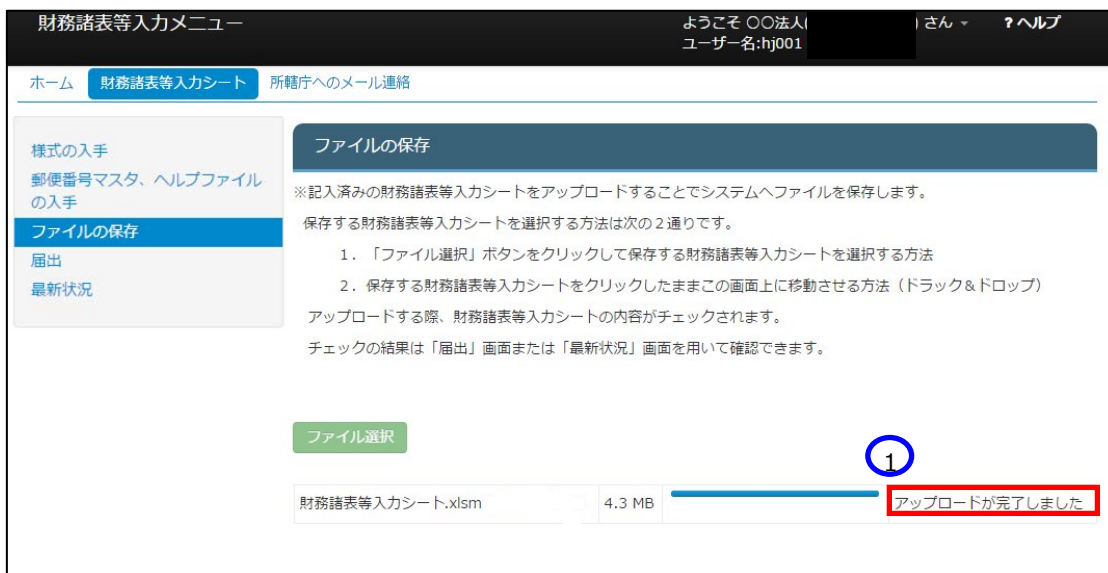 財務諸表等入力メニュー
ようこそ 〇〇法人( ) さん
? ヘルプ
ユーザー名:hj001
ホーム 財務諸表等入力シート 所轄庁へのメール連絡
様式の入手
郵便番号マスタ、ヘルプファイル
の入手
ファイルの保存
届出
最新状況
ファイルの保存
※記入済みの財務諸表等入力シートをアップロードすることでシステムへファイルを保存します。
保存する財務諸表等入力シートを選択する方法は次の2通りです。
1.「ファイル選択」ボタンをクリックして保存する財務諸表等入力シートを選択する方法
2.保存する財務諸表等入力シートをクリックしたままこの画面上に移動させる方法(ドラック&ドロップ)
アップロードする際、財務諸表等入力シートの内容がチェックされます。
チェックの結果は「届出」画面または「最新状況」画面を用いて確認できます。
ファイル選択
1
財務諸表等入力シート.xlsm 4.3 MB アップロードが完了しました